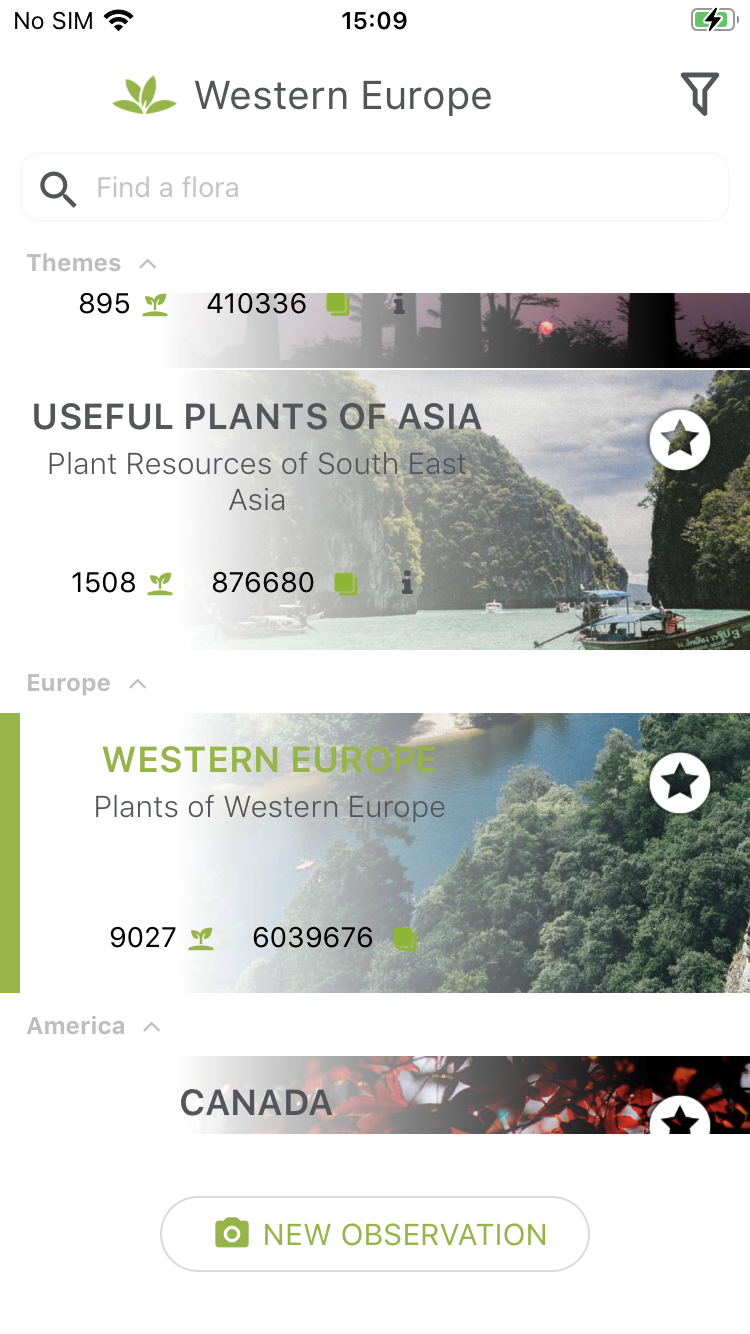 No SIM 15:09
Western Europe
Find a flora
Themes
895 410336
USEFUL PLANTS OF ASIA
Plant Resources of South East
Asia
1508 876680
Europe
WESTERN EUROPE
Plants of Western Europe
9027 6039676
America
CANADA
NEW OBSERVATION